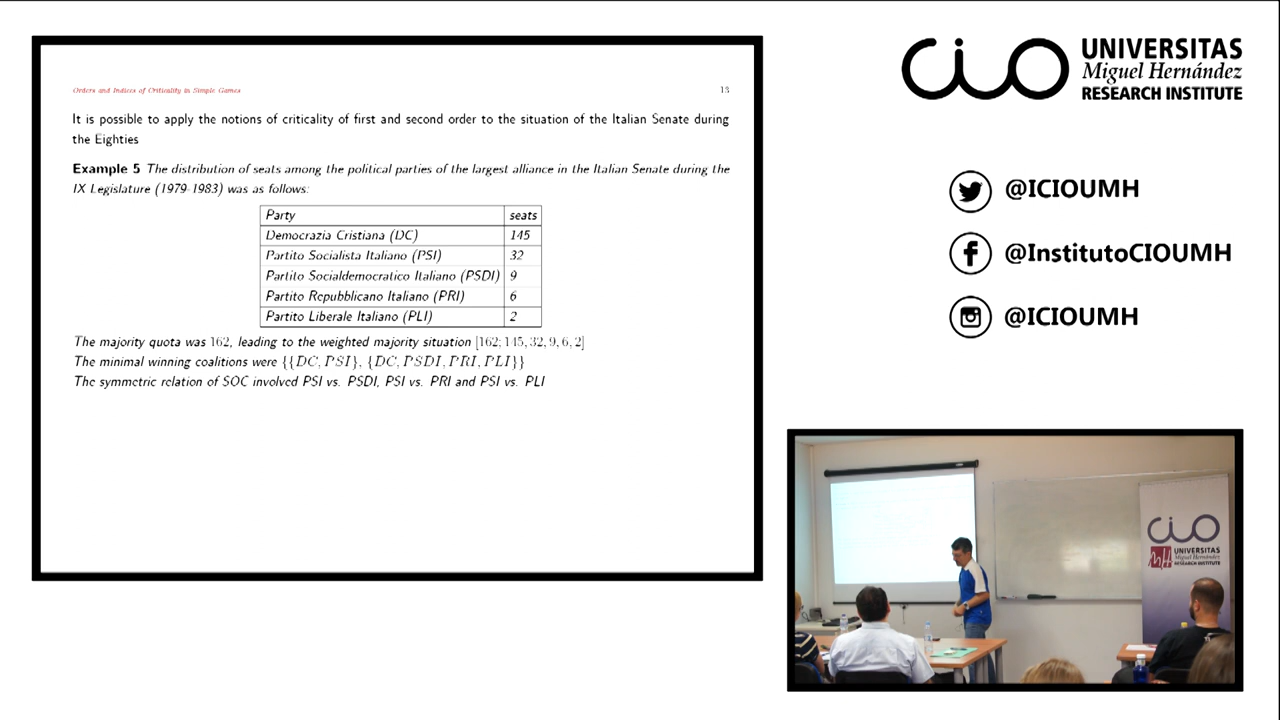 Orders and Indices of Criticality in Simple Games
13
It is possible to apply the notions of criticality of first and second order to the situation of the Italian Senate during
the Eighties
Example 5 The distribution of seats among the political parties of the largest alliance in the Italian Senate during the
IX Legislature (1979-1983) was as follows:
Party seats
Democrazia Cristiana (DC) 145
Partito Socialista Italiano (PSI) 32
Partito Socialdemocratico Italiano (PSDI) 9
Partito Repubblicano Italiano (PRI) 6
Partito Liberale Italiano (PLI) 2
The majority quota was 162, leading to the weighted majority situation [162; 145, 32, 9, 6, 2]
The minimal winning coalitions were {{DC, PSI}, {DC, PSDI, PRI, PLI}}
The symmetric relation of SOC involved PSI vs. PSDI, PSI vs. PRI and PSI vs. PLI
cio
UNIVERSITAS
Miguel Hernández
RESEARCH INSTITUTE
@ICIOUMH
@InstitutoCIOUMH
@ICIOUMH
cio
UNIVERSITAS
Miguel Hernández
RESEARCH INSTITUTE